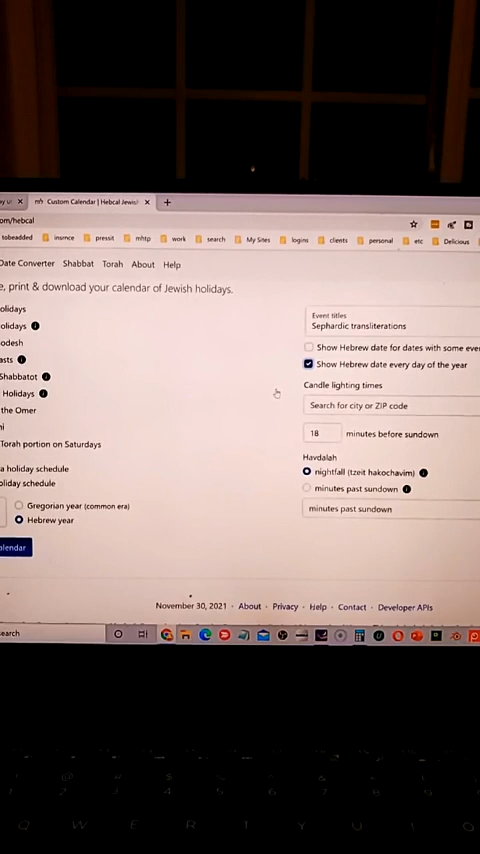 Custom Calendar | Hebcal Jewish
om/hebcal
tobeadded insrnce pressit mhtp work search My Sites logins clients personal etc Delicious
Date Converter Shabbat Torah About Help
e, print & download your calendar of Jewish holidays.
olidays
olidays
odesh
asts
Shabbatot
Holidays
the Omer
Torah portion on Saturdays
a holiday schedule
oliday schedule
Gregorian year (common era)
Hebrew year
alendar
Event titles
Sephardic transliterations
Show Hebrew date for dates with some eve
Show Hebrew date every day of the year
Candle lighting times
Search for city or ZIP code
18 minutes before sundown
Havdalah
nightfall (tzeit hakochavim)
minutes past sundown
minutes past sundown
November 30, 2021 · About · Privacy · Help · Contact · Developer APIs
earch
Q W E R T Y U I O